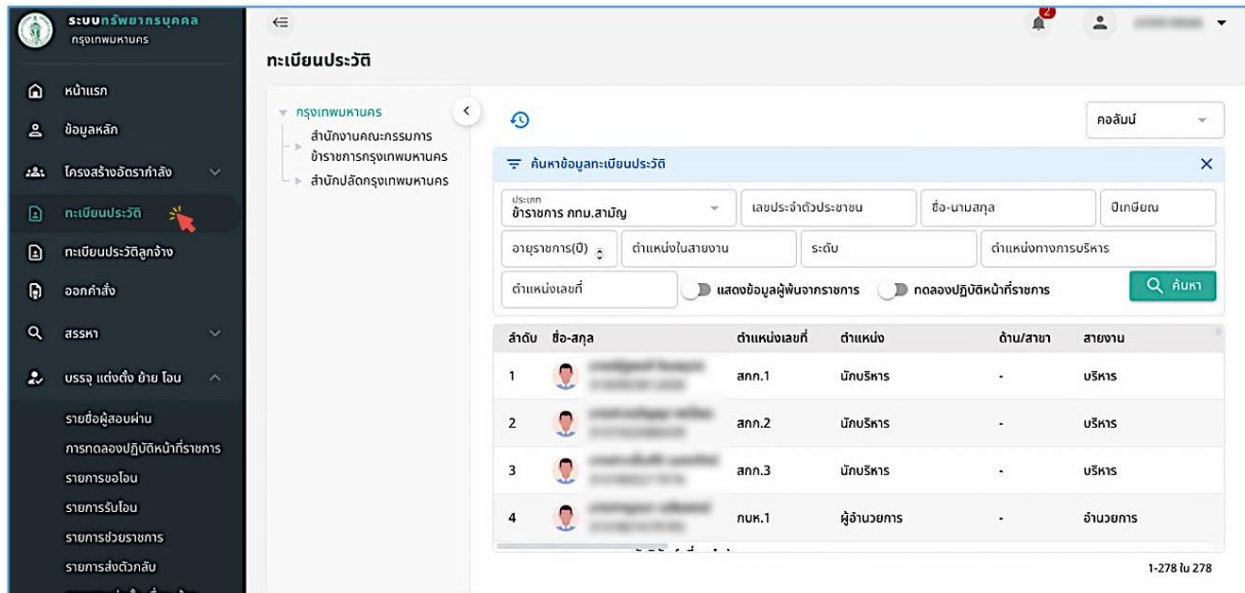 ระบบทรัพยากรบุคคล
กรุงเทพมหานคร
หน้าแรก
ข้อมูลหลัก
โครงสร้างอัตรากำลัง
ทะเบียนประวัติ
ทะเบียนประวัติลูกจ้าง
ออกคำสั่ง
สรรหา
บรรจุ แต่งตั้ง ย้าย โอน
รายชื่อผู้สอบผ่าน
การทดลองปฏิบัติหน้าที่ราชการ
รายการขอโอน
รายการรับโอน
รายการช่วยราชการ
รายการส่งตัวกลับ
2
ทะเบียนประวัติ
กรุงเทพมหานคร
สำนักงานคณะกรรมการ
ข้าราชการกรุงเทพมหานคร
สำนักปลัดกรุงเทพมหานคร
คอลัมน์
ค้นหาข้อมูลทะเบียนประวัติ
ประเภท
ข้าราชการ กทม.สามัญ เลขประจำตัวประชาชน ชื่อ-นามสกุล ปีเกษียณ
อายุราชการ(ปี) ตำแหน่งในสายงาน ระดับ ตำแหน่งทางการบริหาร
ตำแหน่งเลขที่ แสดงข้อมูลผู้พ้นจากราชการ ทดลองปฏิบัติหน้าที่ราชการ ค้นหา
ลำดับ ชื่อ-สกุล ตำแหน่งเลขที่ ตำแหน่ง ด้าน/สาขา สายงาน
1 สกก.1 นักบริหาร - บริหาร
2 สกก.2 นักบริหาร - บริหาร
3 สกก.3 นักบริหาร - บริหาร
4 กบห.1 ผู้อำนวยการ - อำนวยการ
1-278 ใน 278